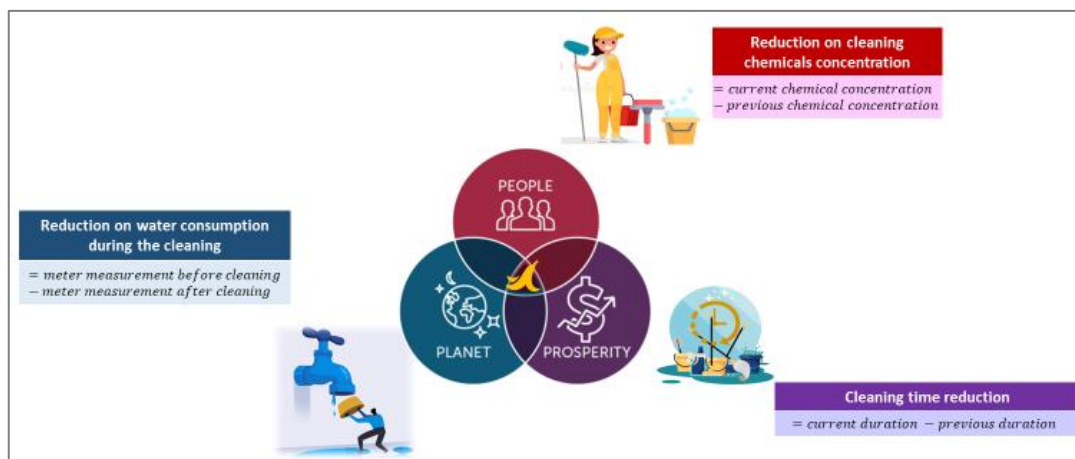 Reduction on cleaning
chemicals concentration
= current chemical concentration
− previous chemical concentration
PEOPLE
Reduction on water consumption
during the cleaning
= meter measurement before cleaning
− meter measurement after cleaning
PLANET
PROSPERITY
Cleaning time reduction
= current duration − previous duration